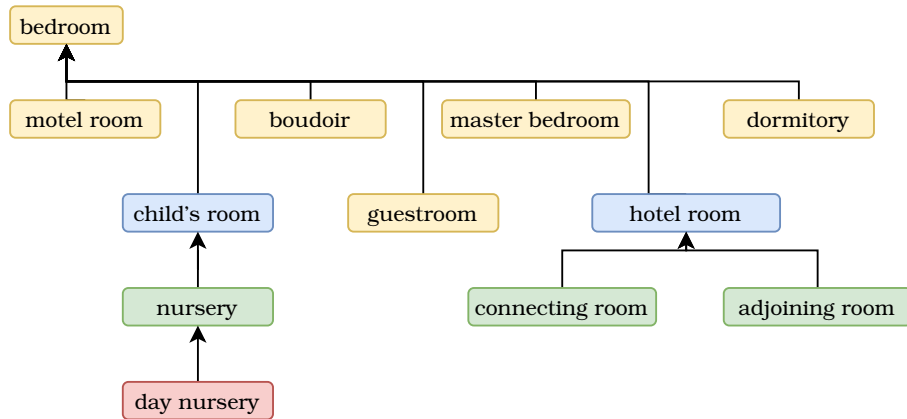 bedroom
motel room
boudoir
master bedroom
dormitory
child's room
guestroom
hotel room
nursery
connecting room
adjoining room
day nursery